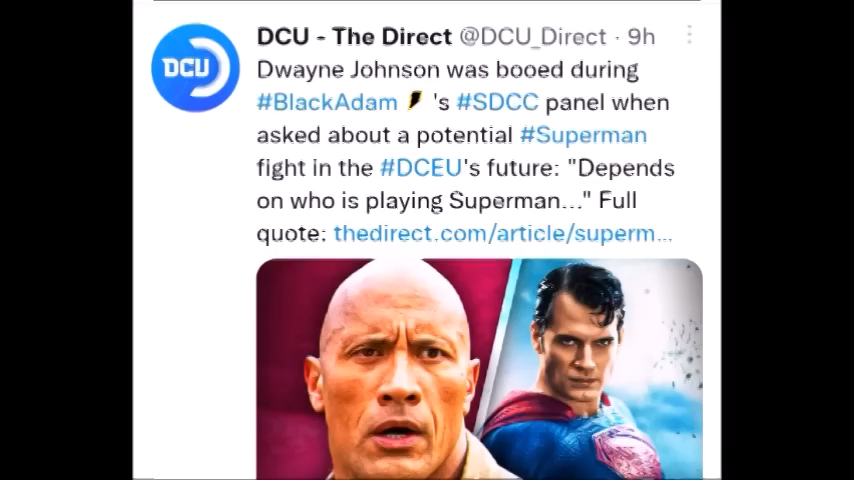 DCU
DCU - The Direct @DCU_Direct · 9h
Dwayne Johnson was booed during
#BlackAdam 's #SDCC panel when
asked about a potential #Superman
fight in the #DCEU's future: "Depends
on who is playing Superman..." Full
quote: thedirect.com/article/superm...